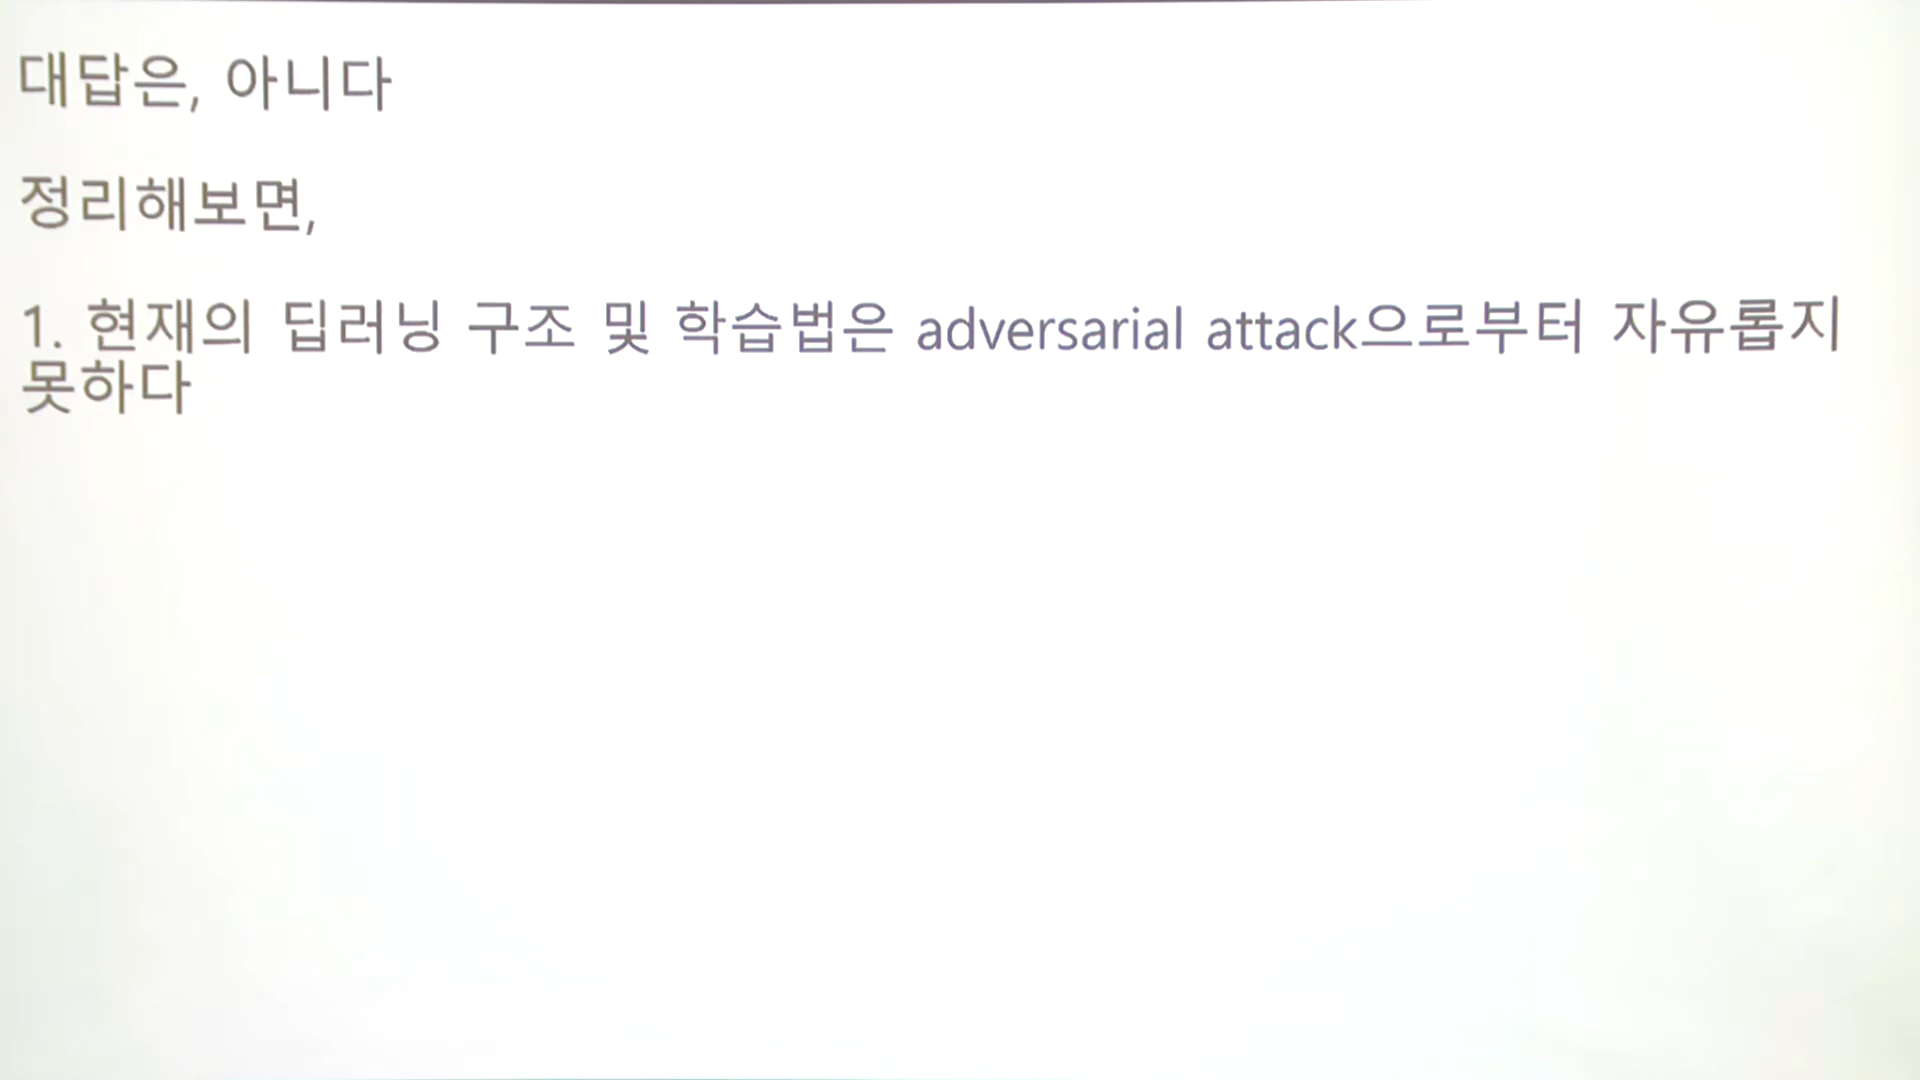 대답은, 아니다
정리해보면,
1. 현재의 딥러닝 구조 및 학습법은 adversarial attack으로부터 자유롭지
못하다